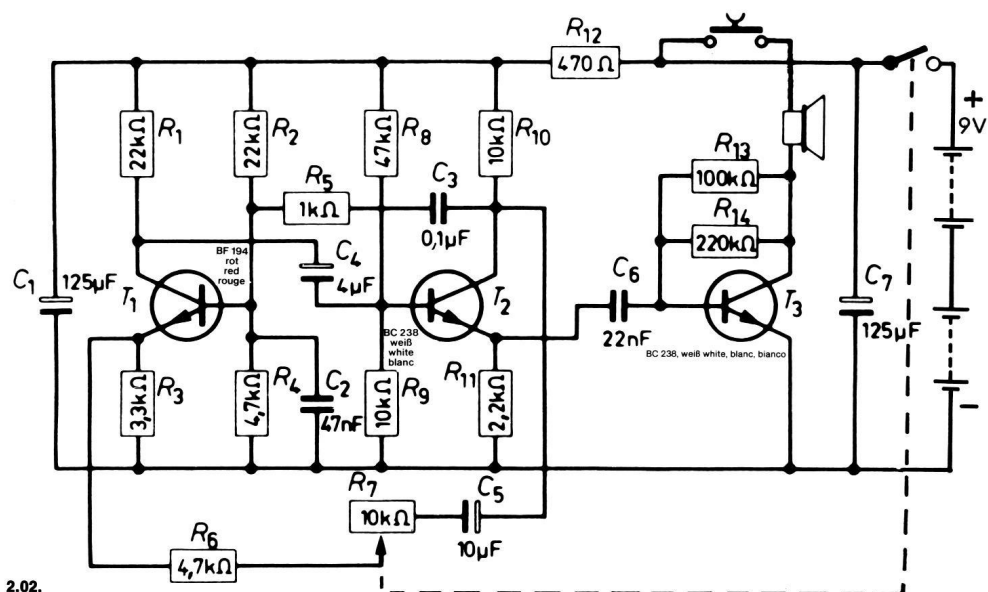 R12
470 Ω
+
9V
R1
22kΩ
R2
22kΩ
R8
47kΩ
R10
10kΩ
R5
1kΩ
C3
0,1µF
R13
100kΩ
R14
220kΩ
C1
125µF
BF 194
rot
red
rouge
T1
C4
4µF
T2
BC 238
weiß
white
blanc
C6
22nF
T3
BC 238, weiß white, blanc, bianco
C7
125µF
R3
3,3kΩ
R4
4,7kΩ
C2
47nF
R9
10kΩ
R11
2,2kΩ
−
R7
10kΩ
C5
10µF
R6
4,7kΩ
2.02.